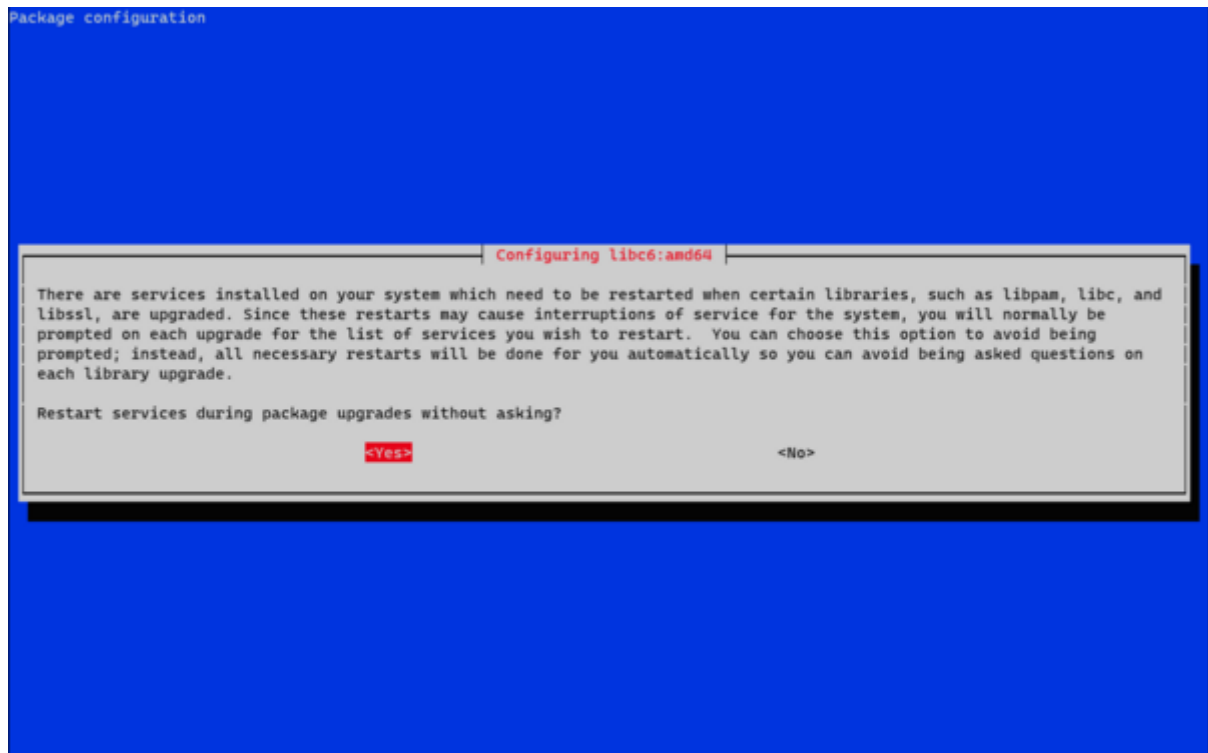 Package configuration
Configuring libc6:amd64
There are services installed on your system which need to be restarted when certain libraries, such as libpam, libc, and
libssl, are upgraded. Since these restarts may cause interruptions of service for the system, you will normally be
prompted on each upgrade for the list of services you wish to restart.  You can choose this option to avoid being
prompted; instead, all necessary restarts will be done for you automatically so you can avoid being asked questions on
each library upgrade.
Restart services during package upgrades without asking?
<Yes> <No>